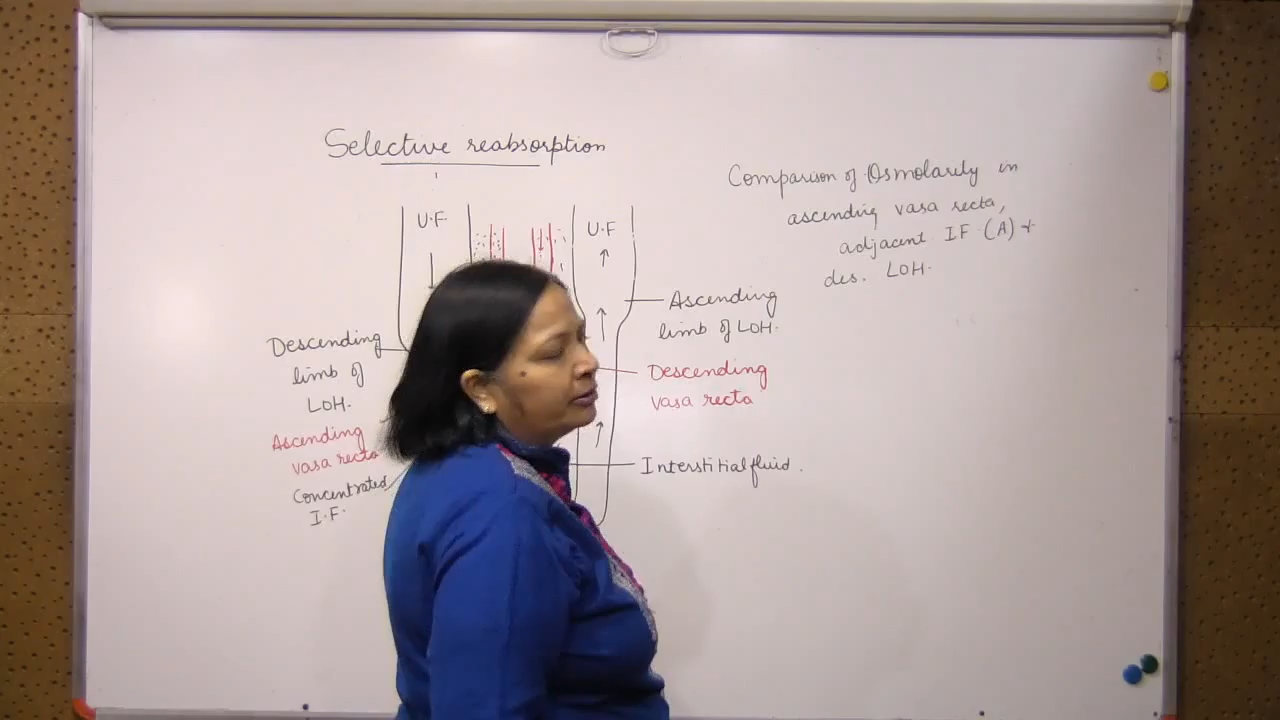 Selective reabsorption
U.F
U.F
Comparison of Osmolarity in
ascending vasa recta,
adjacent IF (A) +
des. LOH.
Descending
limb of
LOH.
Ascending
vasa recta
Concentrated
I.F.
Ascending
limb of LOH.
Descending
vasa recta
Interstitial fluid.